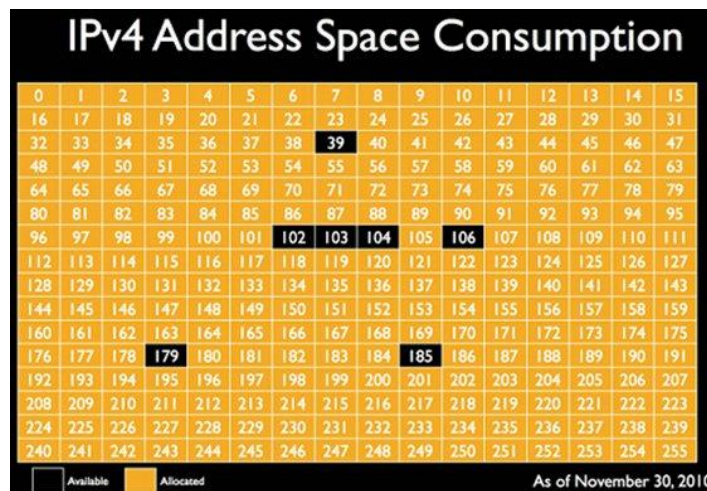 IPv4 Address Space Consumption
0 1 2 3 4 5 6 7 8 9 10 11 12 13 14 15
16 17 18 19 20 21 22 23 24 25 26 27 28 29 30 31
32 33 34 35 36 37 38 39 40 41 42 43 44 45 46 47
48 49 50 51 52 53 54 55 56 57 58 59 60 61 62 63
64 65 66 67 68 69 70 71 72 73 74 75 76 77 78 79
80 81 82 83 84 85 86 87 88 89 90 91 92 93 94 95
96 97 98 99 100 101 102 103 104 105 106 107 108 109 110 111
112 113 114 115 116 117 118 119 120 121 122 123 124 125 126 127
128 129 130 131 132 133 134 135 136 137 138 139 140 141 142 143
144 145 146 147 148 149 150 151 152 153 154 155 156 157 158 159
160 161 162 163 164 165 166 167 168 169 170 171 172 173 174 175
176 177 178 179 180 181 182 183 184 185 186 187 188 189 190 191
192 193 194 195 196 197 198 199 200 201 202 203 204 205 206 207
208 209 210 211 212 213 214 215 216 217 218 219 220 221 222 223
224 225 226 227 228 229 230 231 232 233 234 235 236 237 238 239
240 241 242 243 244 245 246 247 248 249 250 251 252 253 254 255
Available Allocated As of November 30, 2010